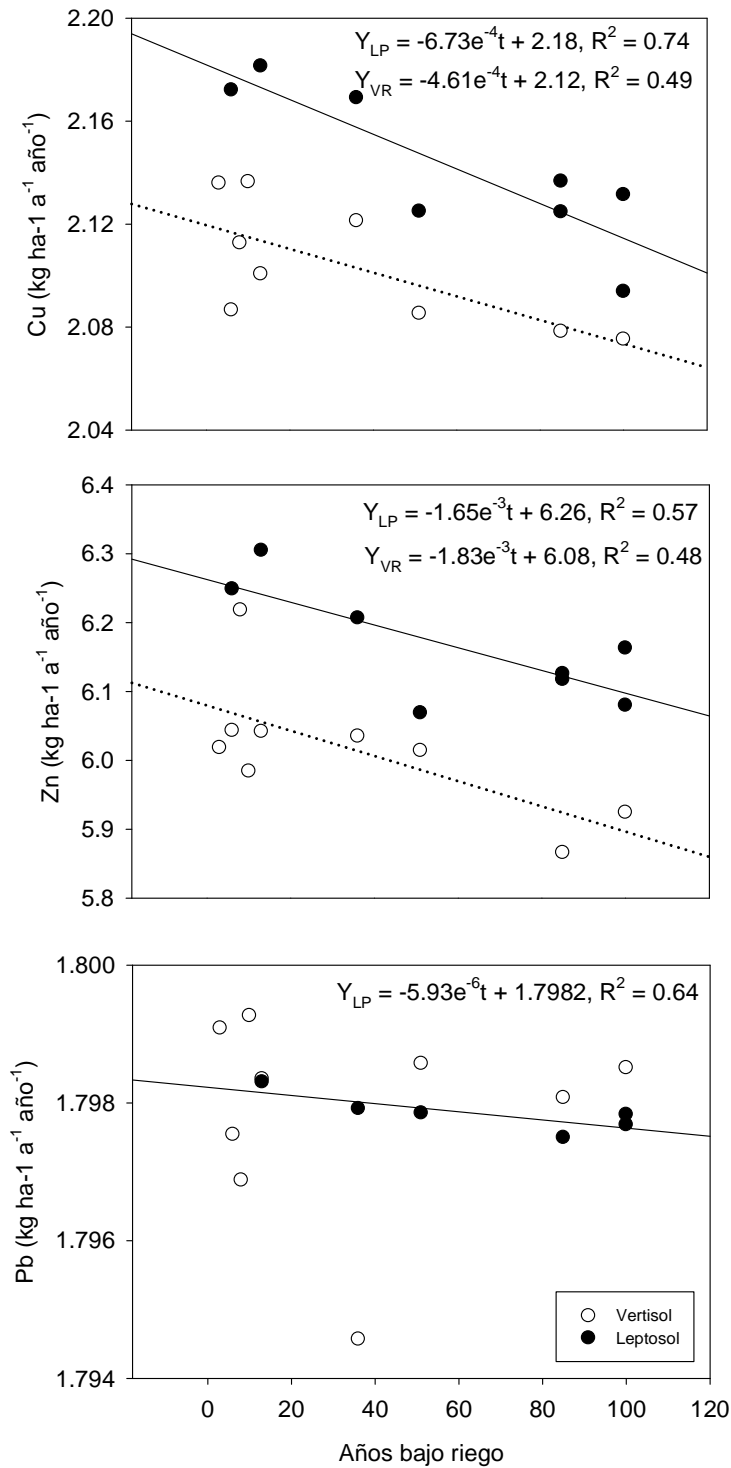 2.20
Y_LP = -6.73e^-4t + 2.18, R^2 = 0.74
Y_VR = -4.61e^-4t + 2.12, R^2 = 0.49
2.16
2.12
2.08
2.04
Cu (kg ha-1 a^-1 año^-1)
6.4
Y_LP = -1.65e^-3t + 6.26, R^2 = 0.57
Y_VR = -1.83e^-3t + 6.08, R^2 = 0.48
6.3
6.2
6.1
6.0
5.9
5.8
Zn (kg ha-1 a^-1 año^-1)
1.800
Y_LP = -5.93e^-6t + 1.7982, R^2 = 0.64
1.798
1.796
1.794
Pb (kg ha-1 a^-1 año^-1)
Vertisol
Leptosol
0 20 40 60 80 100 120
Años bajo riego